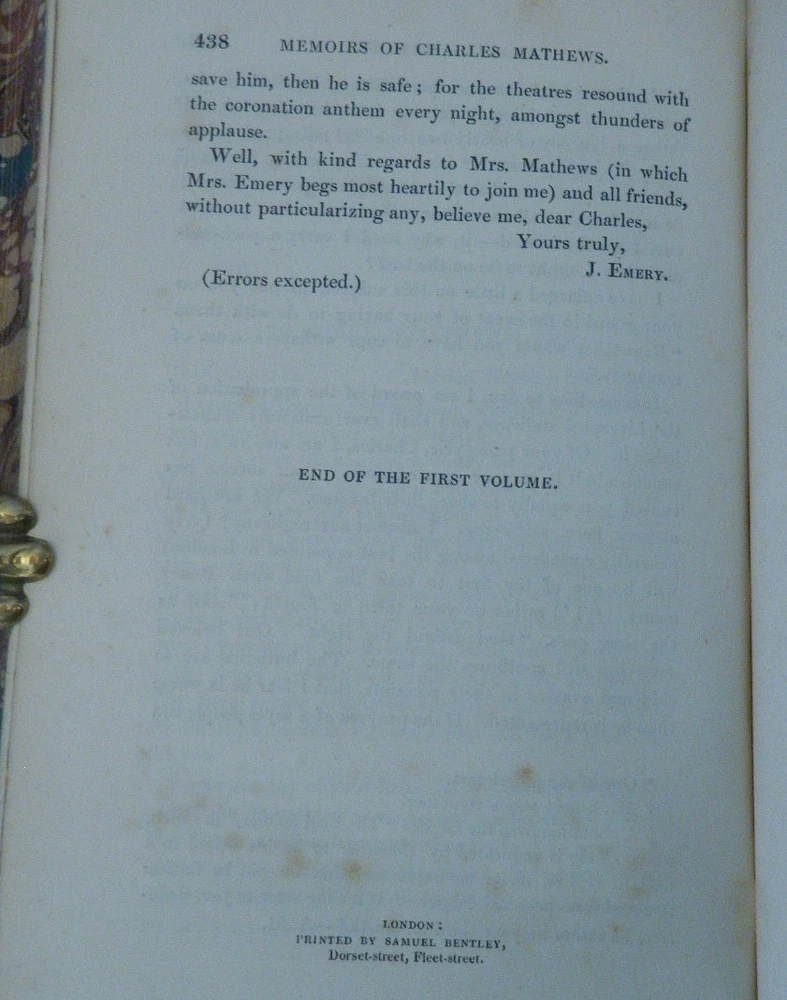 438 MEMOIRS OF CHARLES MATHEWS.
save him, then he is safe; for the theatres resound with
the coronation anthem every night, amongst thunders of
applause.
Well, with kind regards to Mrs. Mathews (in which
Mrs. Emery begs most heartily to join me) and all friends,
without particularizing any, believe me, dear Charles,
Yours truly,
J. EMERY.
(Errors excepted.)
END OF THE FIRST VOLUME.
LONDON:
PRINTED BY SAMUEL BENTLEY,
Dorset-street, Fleet-street.